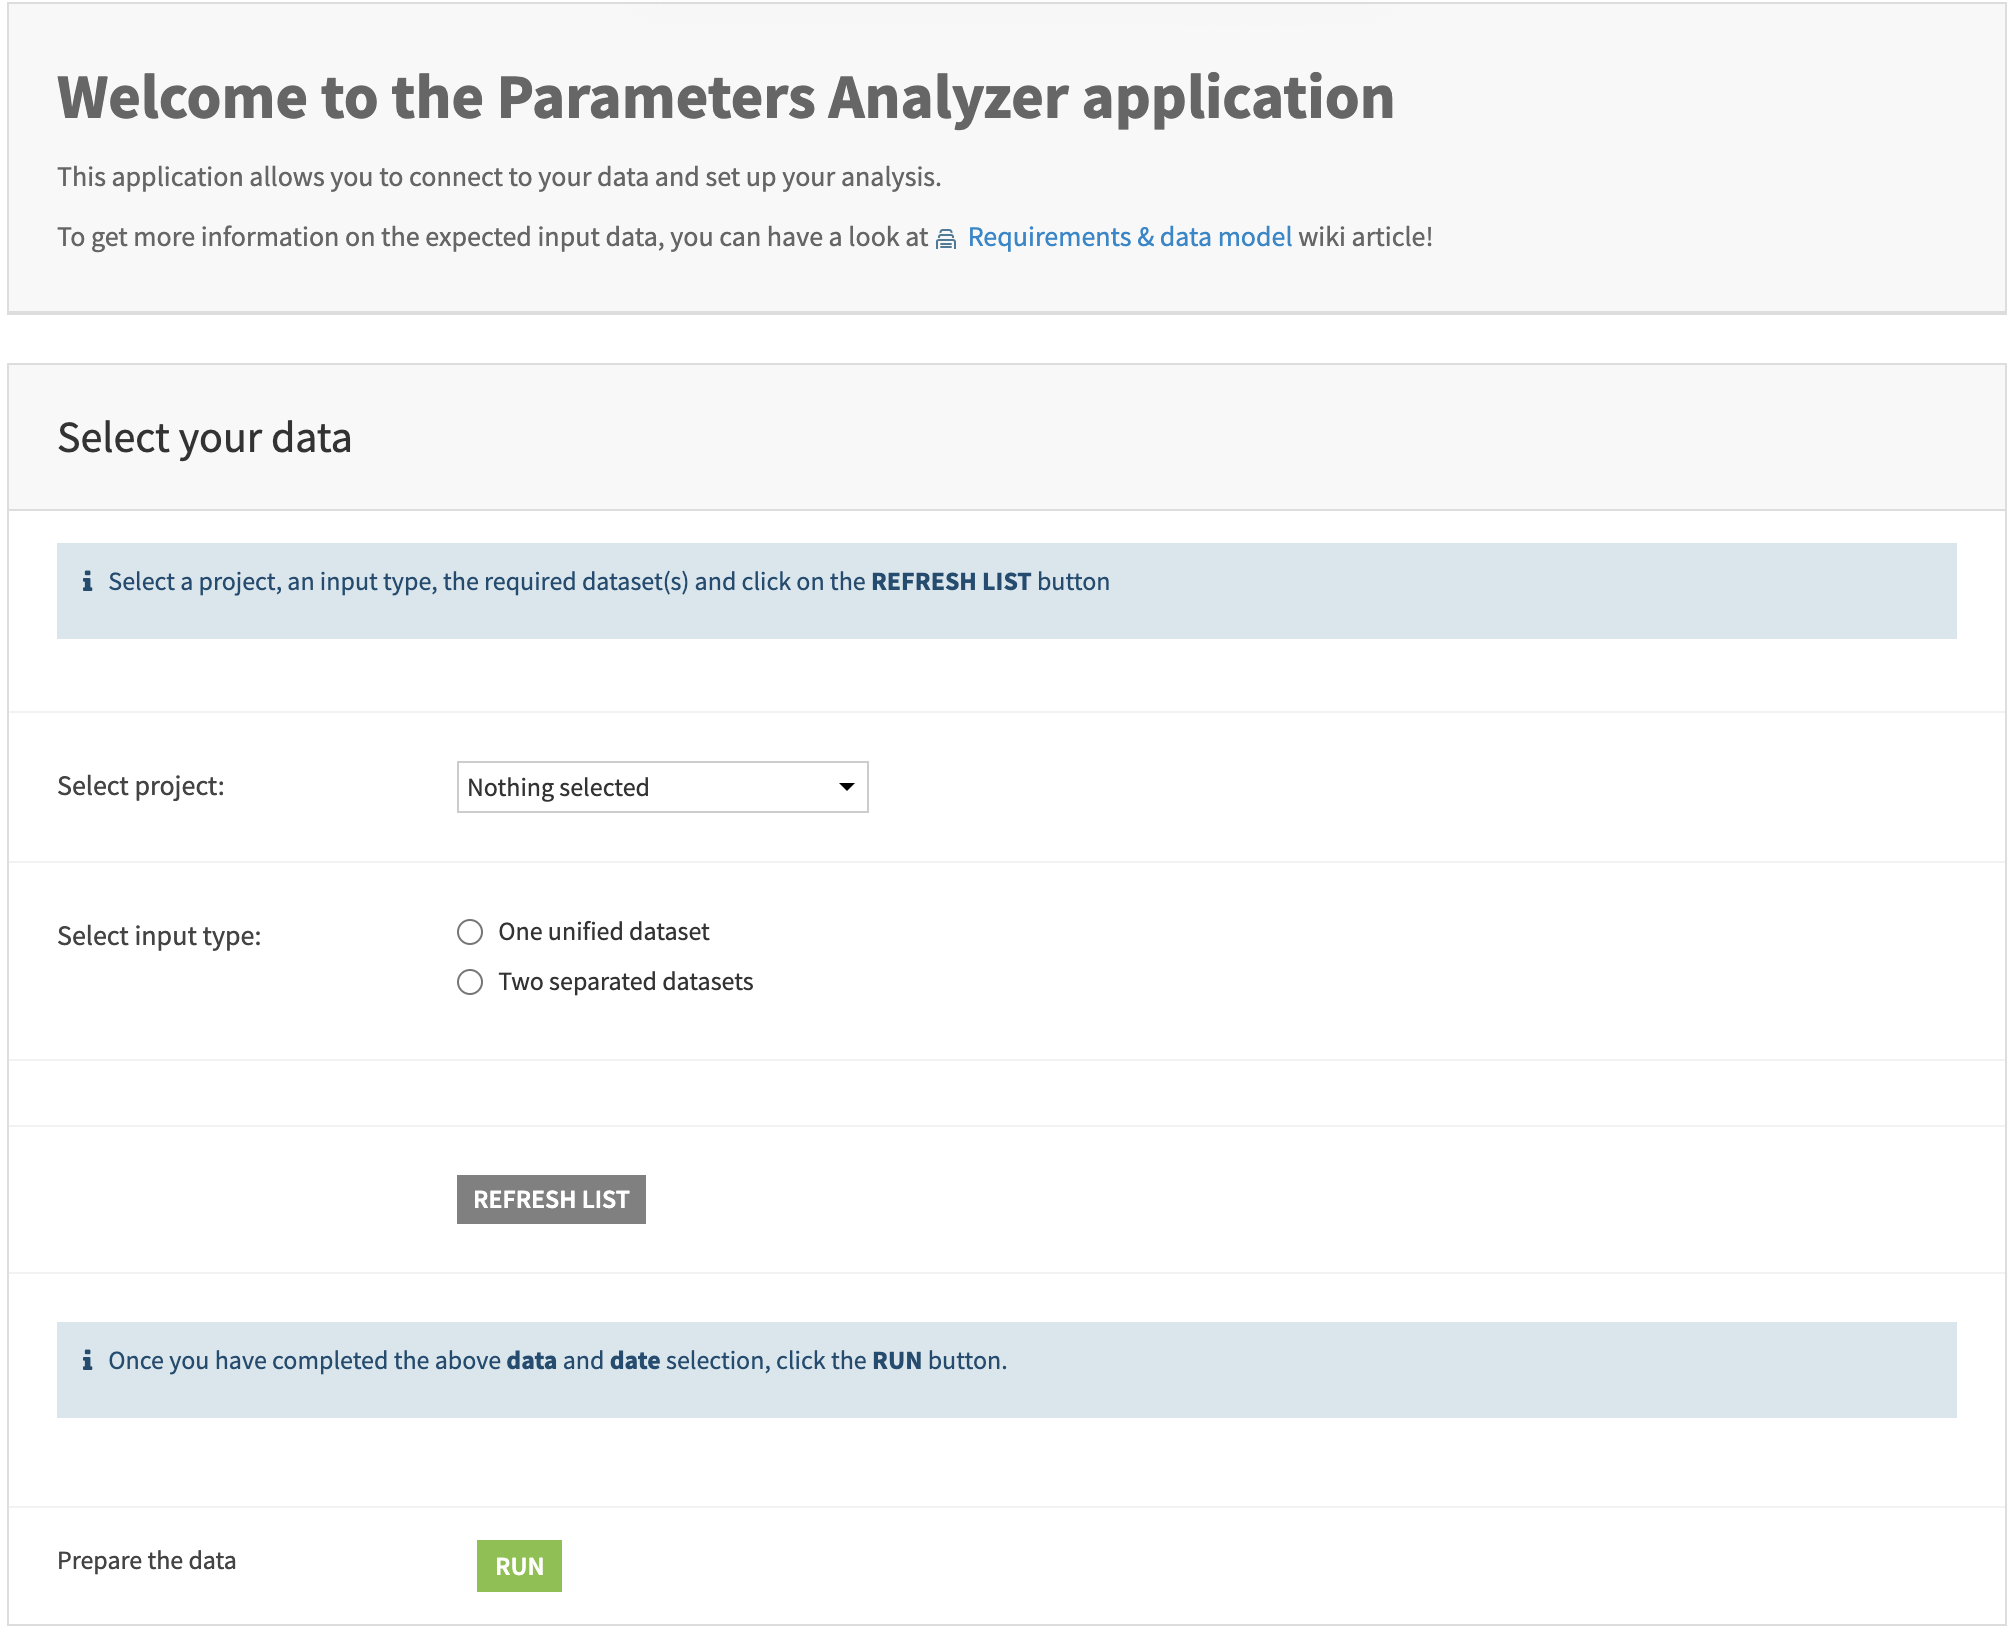 Welcome to the Parameters Analyzer application
This application allows you to connect to your data and set up your analysis.
To get more information on the expected input data, you can have a look at Requirements & data model wiki article!
Select your data
Select a project, an input type, the required dataset(s) and click on the REFRESH LIST button
Select project:
Nothing selected
Select input type:
One unified dataset
Two separated datasets
REFRESH LIST
Once you have completed the above data and date selection, click the RUN button.
Prepare the data
RUN